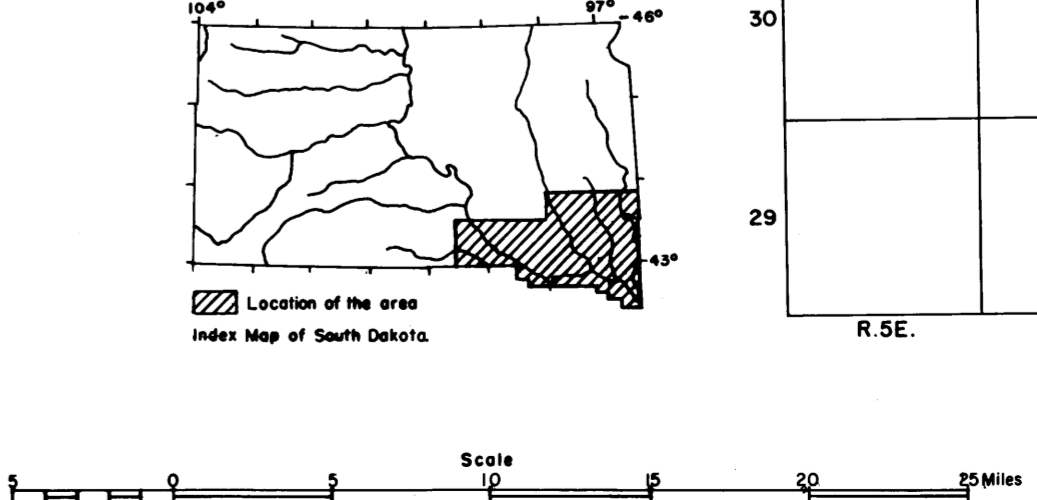 104° 97° -46°
30
29
43°
Location of the area
Index Map of South Dakota.
R.5E.
Scale
5 0 5 10 15 20 25 Miles